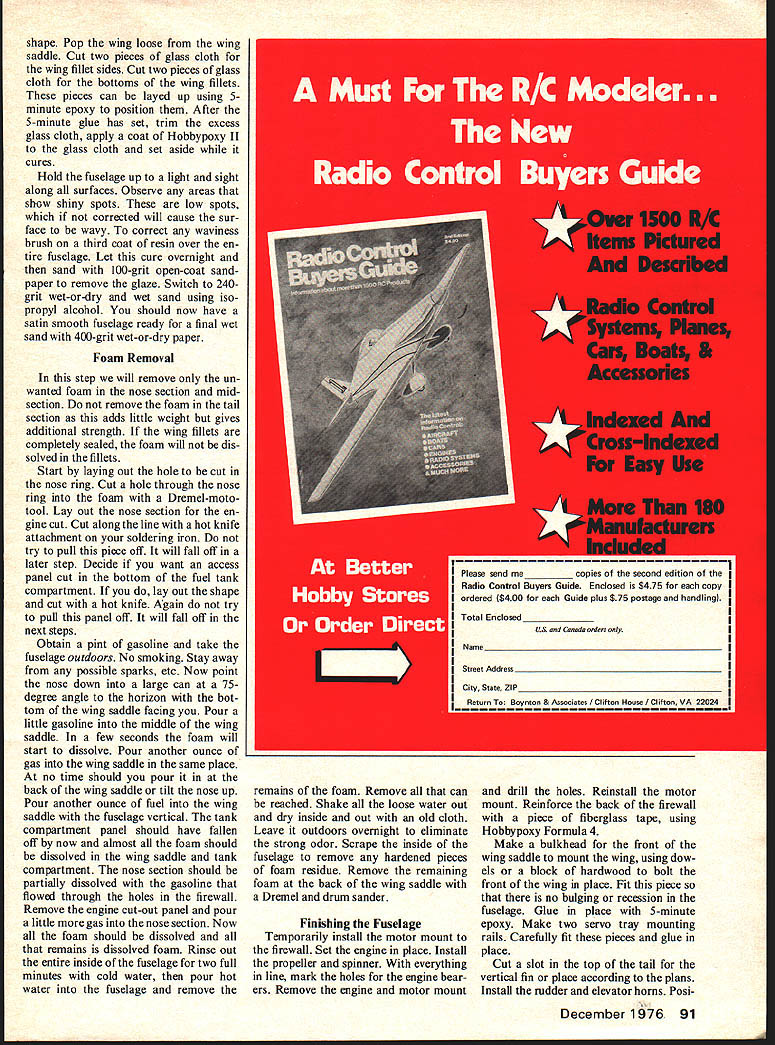 shape. Pop the wing loose from the wing
saddle. Cut two pieces of glass cloth for
the wing fillet sides. Cut two pieces of glass
cloth for the bottoms of the wing fillets.
These pieces can be layed up using 5-
minute epoxy to position them. After the
5-minute glue has set, trim the excess
glass cloth, apply a coat of Hobbypoxy II
to the glass cloth and set aside while it
cures.
Hold the fuselage up to a light and sight
along all surfaces. Observe any areas that
show shiny spots. These are low spots,
which if not corrected will cause the sur-
face to be wavy. To correct any waviness
brush on a third coat of resin over the en-
tire fuselage. Let this cure overnight and
then sand with 100-grit open-coat sand-
paper to remove the glaze. Switch to 240-
grit wet-or-dry and wet sand using iso-
propyl alcohol. You should now have a
satin smooth fuselage ready for a final wet
sand with 400-grit wet-or-dry paper.
Foam Removal
In this step we will remove only the un-
wanted foam in the nose section and mid-
section. Do not remove the foam in the tail
section as this adds little weight but gives
additional strength. If the wing fillets are
completely sealed, the foam will not be dis-
solved in the fillets.
Start by laying out the hole to be cut in
the nose ring. Cut a hole through the nose
ring into the foam with a Dremel-moto-
tool. Lay out the nose section for the
engine cut. Cut along the line with a hot knife
attachment on your soldering iron. Do not
try to pull this piece off. It will fall off in a
later step. Decide if you want an access
panel cut in the bottom of the fuel tank
compartment. If you do, lay out the shape
and cut with a hot knife. Again do not try
to pull this panel off. It will fall off in the
next steps.
Obtain a pint of gasoline and take the
fuselage outdoors. No smoking. Stay away
from any possible sparks, etc. Now point
the nose down into a large can at a 75-
degree angle to the horizon with the bot-
tom of the wing saddle facing you. Pour a
little gasoline into the middle of the wing
saddle. In a few seconds the foam will
start to dissolve. Pour another ounce of
gas into the wing saddle in the same place.
At no time should you pour it in at the
back of the wing saddle or tilt the nose up.
Pour another ounce of fuel into the wing
saddle with the fuselage vertical. The tank
compartment panel should have fallen
off by now and almost all the foam should
be dissolved in the wing saddle and tank
compartment. The nose section should be
partially dissolved with the gasoline that
flowed through the holes in the firewall.
Remove the engine cut-out panel and pour
a little more gas into the nose section. Now
all the foam should be dissolved and all
that remains is dissolved foam. Rinse out
the entire inside of the fuselage for two full
minutes with cold water, then pour hot
water into the fuselage and remove the
A Must For The R/C Modeler...
The New
Radio Control Buyers Guide
2nd Edition
$4.00
Radio Control
Buyers Guide
Information about more than 1500 RC Products
The latest
information on
Radio Control:
AIRCRAFT
BOATS
CARS
ENGINES
RADIO SYSTEMS
ACCESSORIES
& MUCH MORE
Over 1500 R/C
Items Pictured
And Described
Radio Control
Systems, Planes,
Cars, Boats, &
Accessories
Indexed And
Cross-Indexed
For Easy Use
More Than 180
Manufacturers
Included
At Better
Hobby Stores
Or Order Direct
Please send me ________ copies of the second edition of the
Radio Control Buyers Guide. Enclosed is $4.75 for each copy
ordered ($4.00 for each Guide plus $.75 postage and handling).
Total Enclosed
U.S. and Canada orders only.
Name
Street Address
City, State, ZIP
Return To: Boynton & Associates / Clifton House / Clifton, VA 22024
remains of the foam. Remove all that can
be reached. Shake all the loose water out
and dry inside and out with an old cloth.
Leave it outdoors overnight to eliminate
the strong odor. Scrape the inside of the
fuselage to remove any hardened pieces
of foam residue. Remove the remaining
foam at the back of the wing saddle with
a Dremel and drum sander.
Finishing the Fuselage
Temporarily install the motor mount to
the firewall. Set the engine in place. Install
the propeller and spinner. With everything
in line, mark the holes for the engine bear-
ers. Remove the engine and motor mount
and drill the holes. Reinstall the motor
mount. Reinforce the back of the firewall
with a piece of fiberglass tape, using
Hobbypoxy Formula 4.
Make a bulkhead for the front of the
wing saddle to mount the wing, using dow-
els or a block of hardwood to bolt the
front of the wing in place. Fit this piece so
that there is no bulging or recession in the
fuselage. Glue in place with 5-minute
epoxy. Make two servo tray mounting
rails. Carefully fit these pieces and glue in
place.
Cut a slot in the top of the tail for the
vertical fin or place according to the plans.
Install the rudder and elevator horns. Posi-
December 1976 91